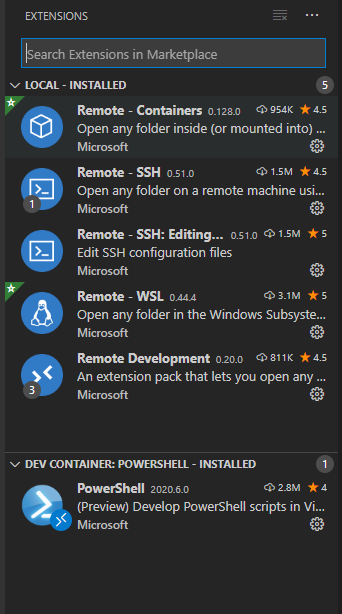 EXTENSIONS
Search Extensions in Marketplace
LOCAL - INSTALLED 5
Remote - Containers 0.128.0 954K 4.5
Open any folder inside (or mounted into) ...
Microsoft
Remote - SSH 0.51.0 1.5M 4.5
Open any folder on a remote machine usi...
1
Microsoft
Remote - SSH: Editing... 0.51.0 1.5M 5
Edit SSH configuration files
Microsoft
Remote - WSL 0.44.4 3.1M 5
Open any folder in the Windows Subsyste...
Microsoft
Remote Development 0.20.0 811K 4.5
An extension pack that lets you open any ...
3
Microsoft
DEV CONTAINER: POWERSHELL - INSTALLED 1
PowerShell 2020.6.0 2.8M 4
(Preview) Develop PowerShell scripts in Vi...
Microsoft